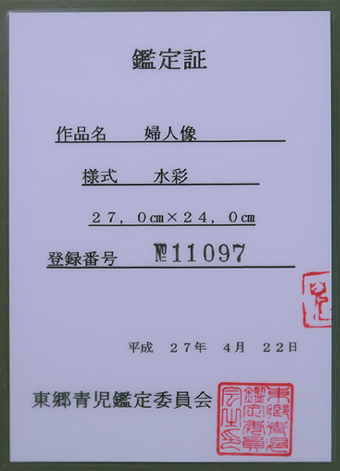 鑑定証
作品名 婦人像
様式 水彩
27,0㎝×24,0㎝
登録番号 №11097
平成 27年 4月 22日
東郷青児鑑定委員会